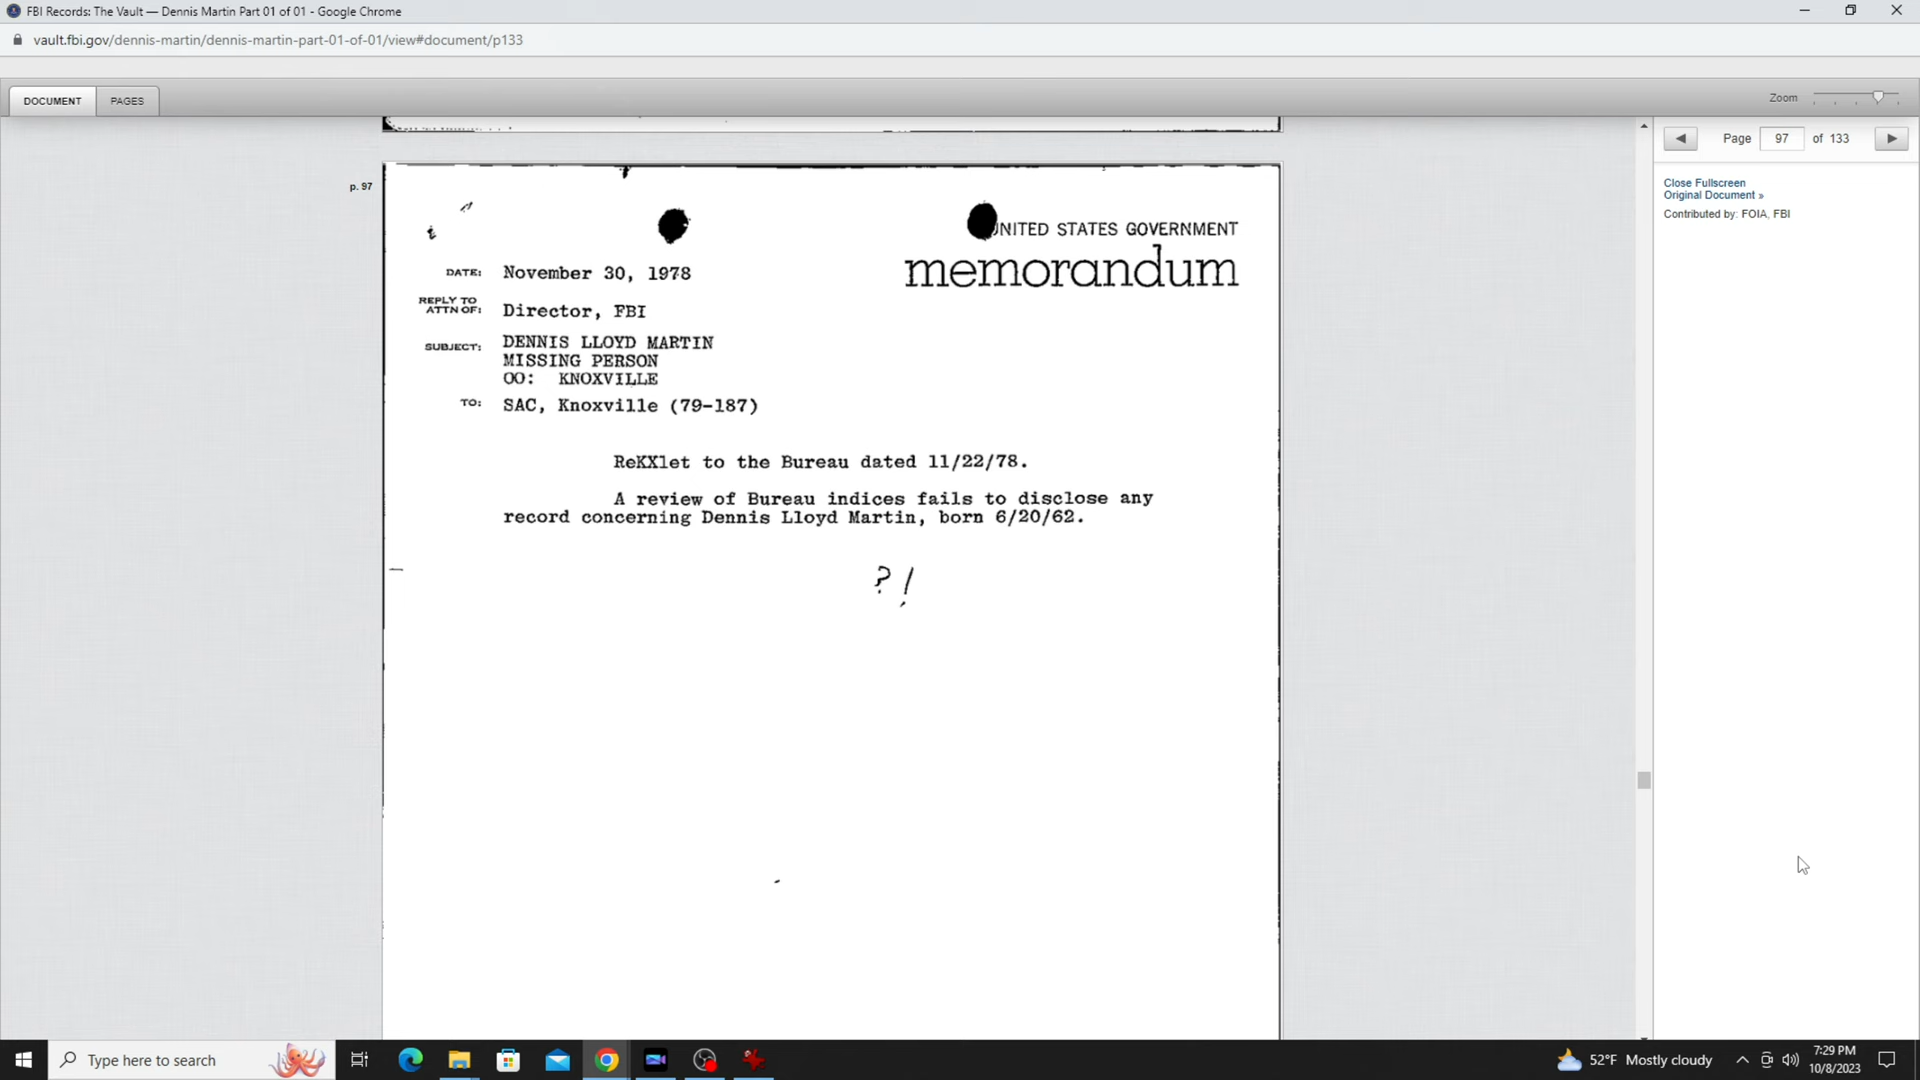 FBI Records: The Vault — Dennis Martin Part 01 of 01 - Google Chrome
vault.fbi.gov/dennis-martin/dennis-martin-part-01-of-01/view#document/p133
DOCUMENT
PAGES
Zoom
Page 97 of 133
Close Fullscreen
Original Document »
Contributed by: FOIA, FBI
p. 97
UNITED STATES GOVERNMENT
memorandum
DATE: November 30, 1978
REPLY TO
ATTN OF: Director, FBI
SUBJECT: DENNIS LLOYD MARTIN
MISSING PERSON
OO: KNOXVILLE
TO: SAC, Knoxville (79-187)
ReKXlet to the Bureau dated 11/22/78.
A review of Bureau indices fails to disclose any
record concerning Dennis Lloyd Martin, born 6/20/62.
?!
Type here to search
52°F Mostly cloudy
7:29 PM
10/8/2023